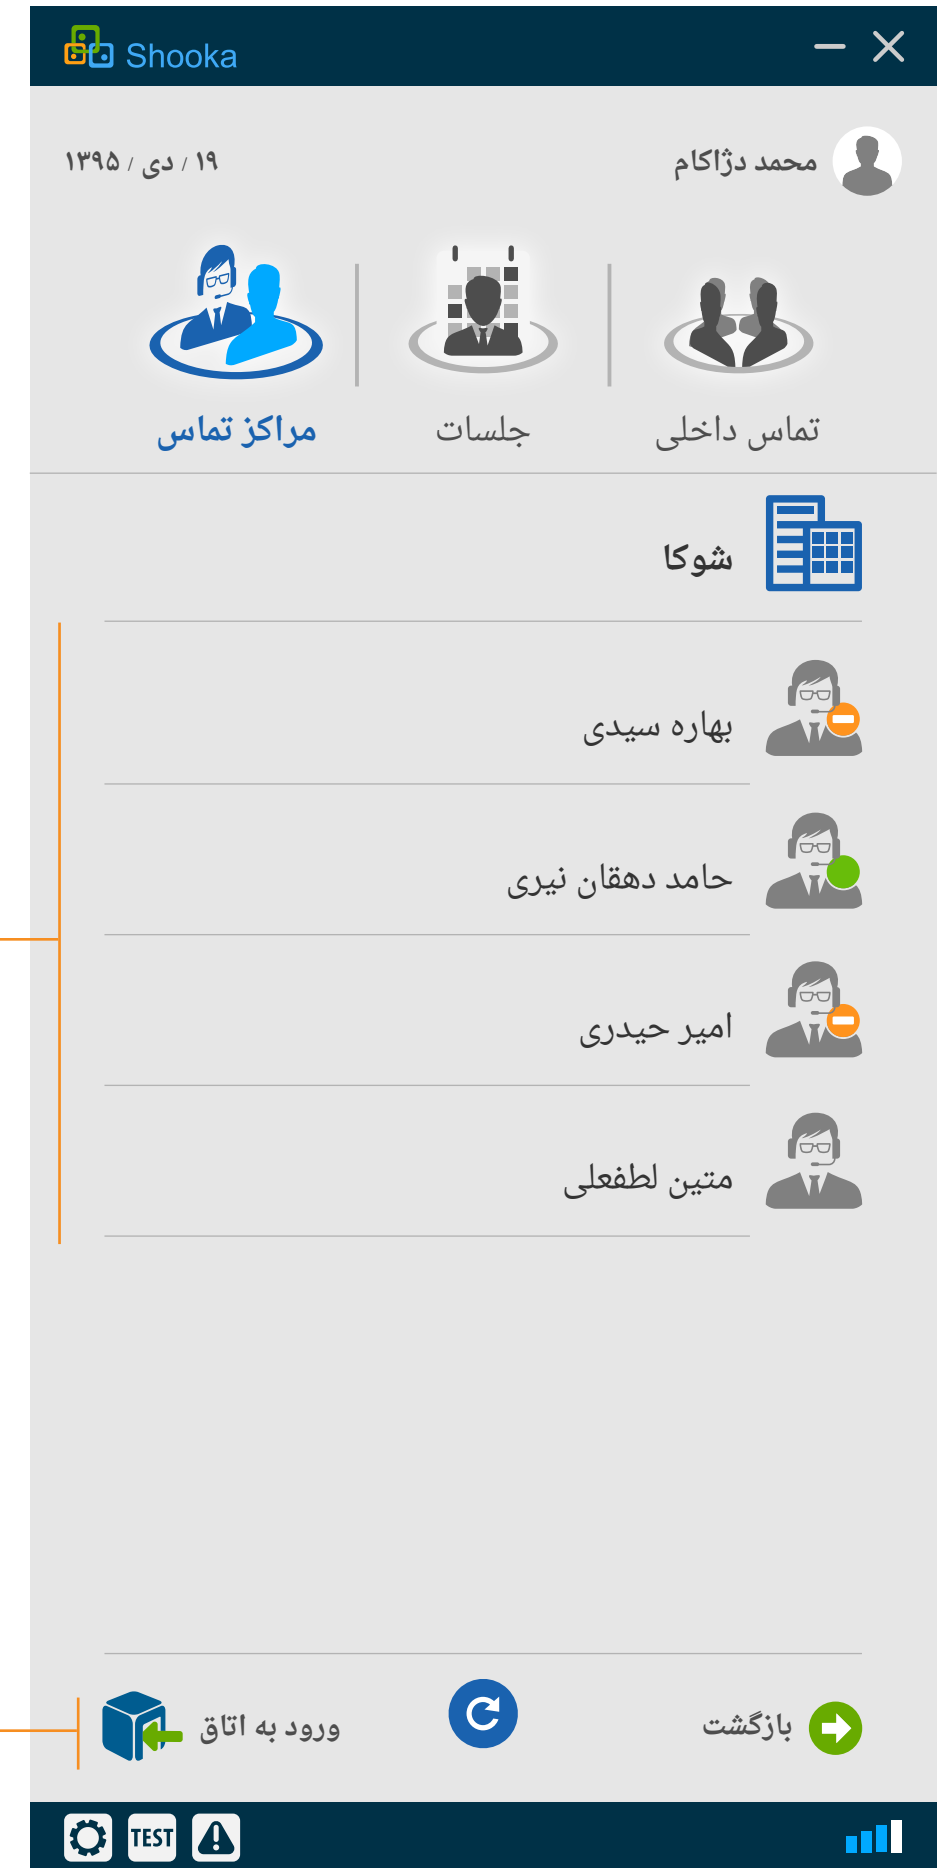 Shooka
محمد دژاکام
۱۹ / دی / ۱۳۹۵
تماس داخلی
جلسات
مراکز تماس
شوکا
بهاره سیدی
حامد دهقان نیری
امیر حیدری
متین لطفعلی
بازگشت
ورود به اتاق
TEST